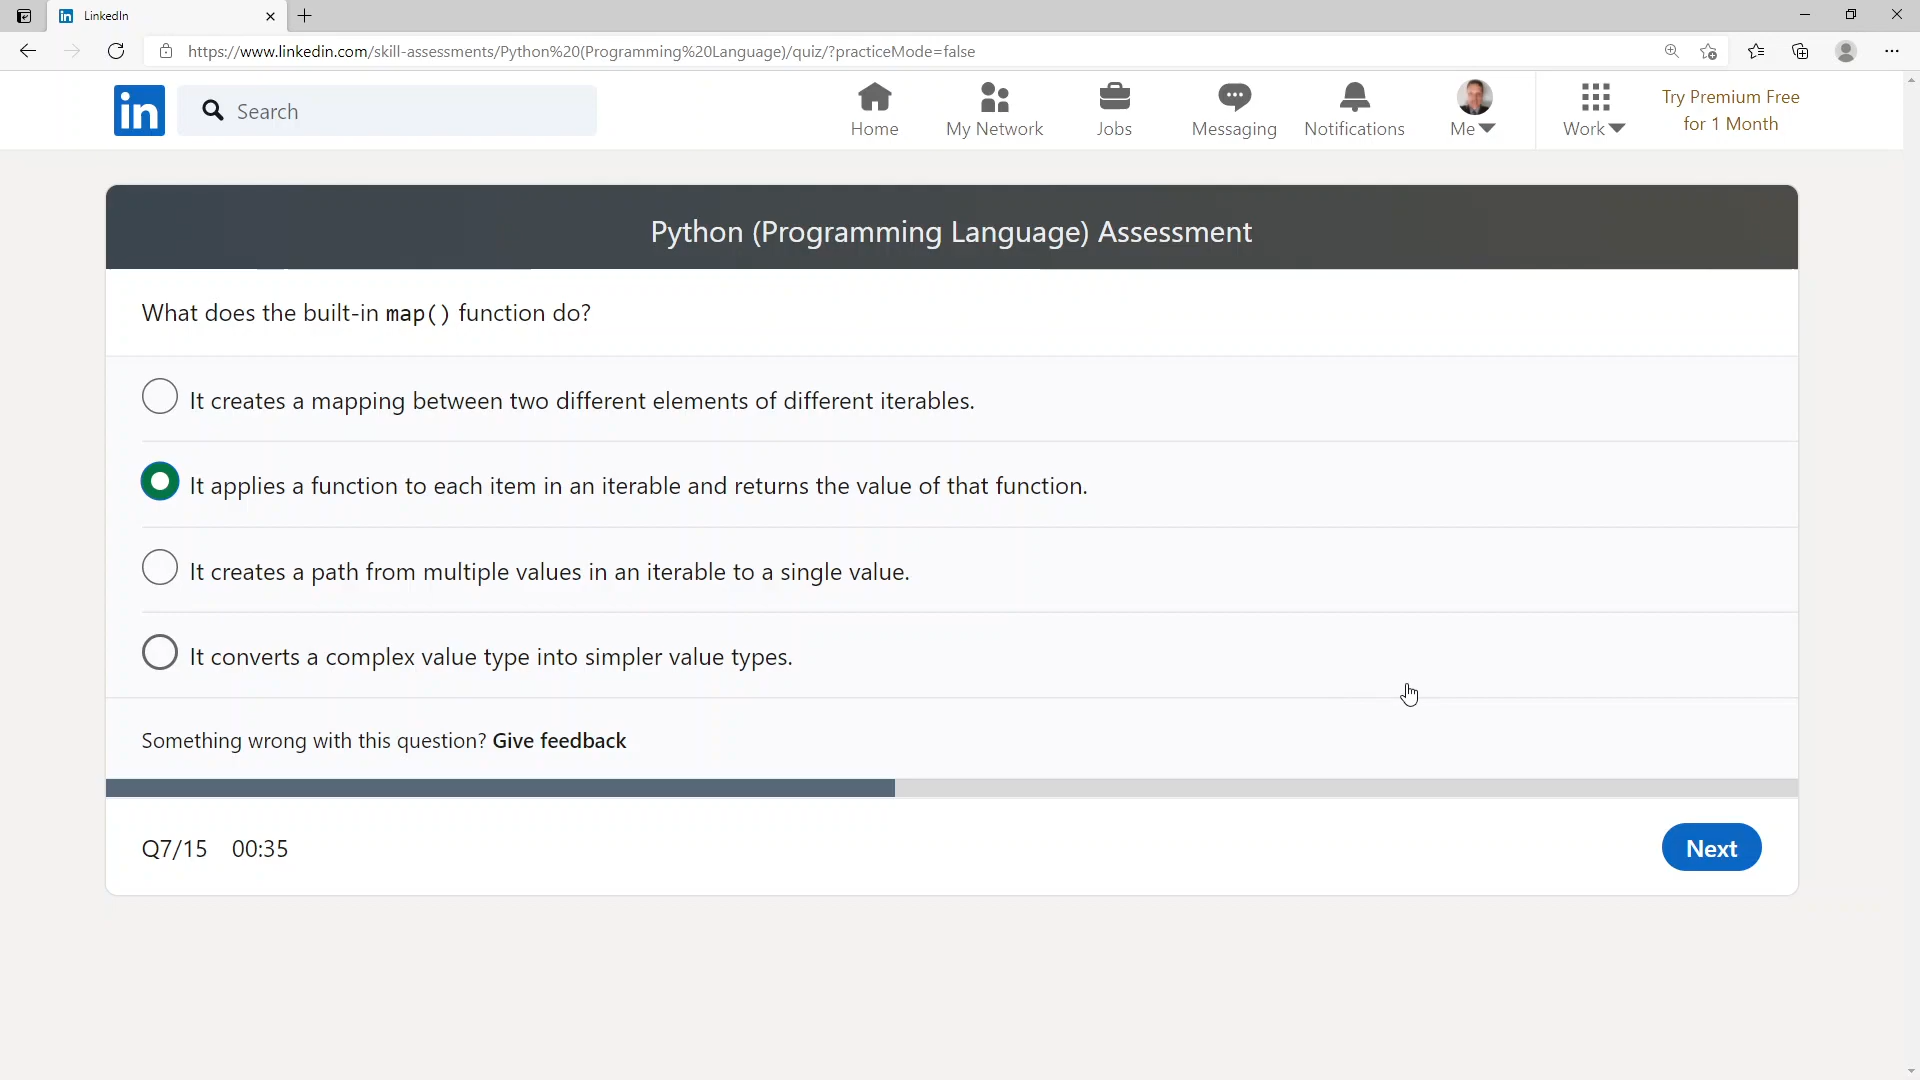 LinkedIn
https://www.linkedin.com/skill-assessments/Python%20(Programming%20Language)/quiz/?practiceMode=false
in
Search
Home
My Network
Jobs
Messaging
Notifications
Me
Work
Try Premium Free
for 1 Month
Python (Programming Language) Assessment
What does the built-in map() function do?
It creates a mapping between two different elements of different iterables.
It applies a function to each item in an iterable and returns the value of that function.
It creates a path from multiple values in an iterable to a single value.
It converts a complex value type into simpler value types.
Something wrong with this question? Give feedback
Q7/15 00:35
Next